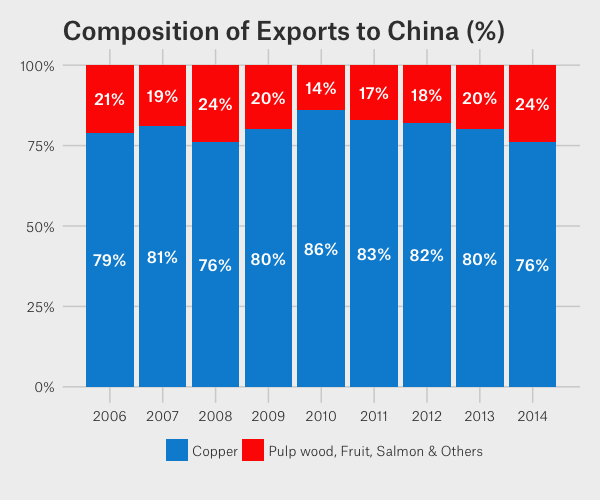 Composition of Exports to China (%)
100%
75%
50%
25%
0%
21% 19% 24% 20% 14% 17% 18% 20% 24%
79% 81% 76% 80% 86% 83% 82% 80% 76%
2006 2007 2008 2009 2010 2011 2012 2013 2014
Copper Pulp wood, Fruit, Salmon & Others